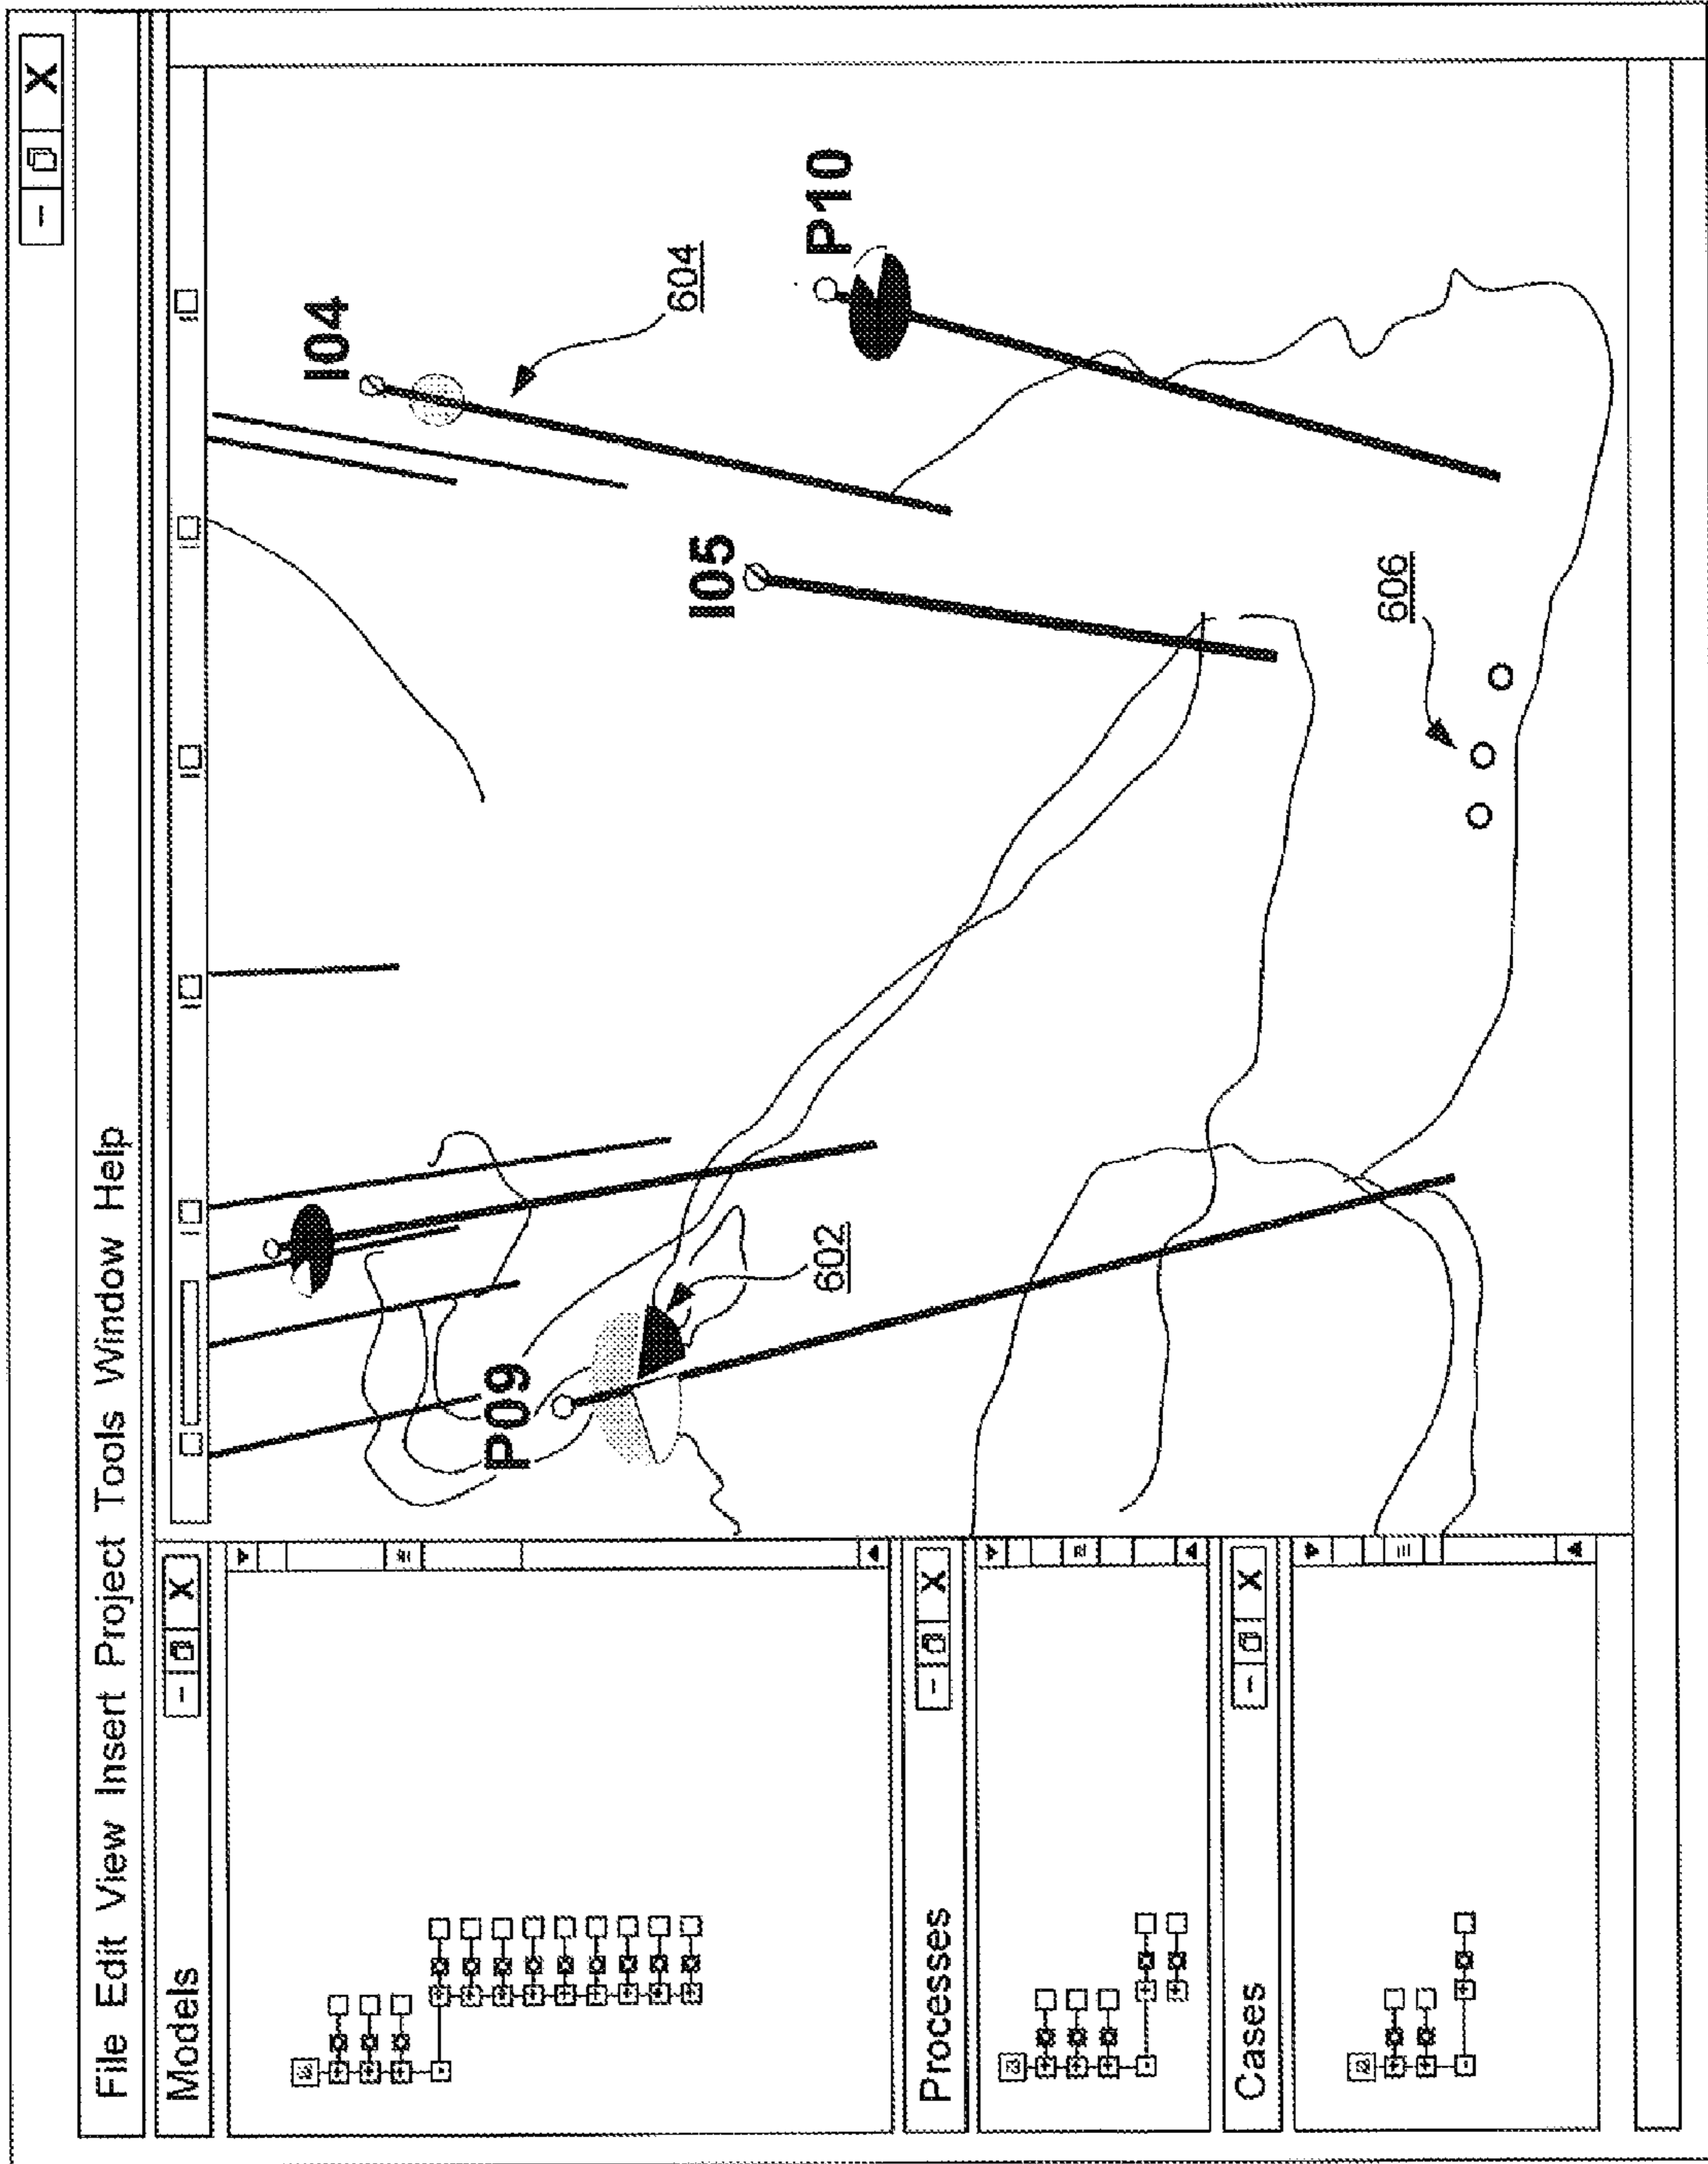 File Edit View Insert Project Tools Window Help
Models
Processes
Cases
P09
602
I04
604
I05
P10
606